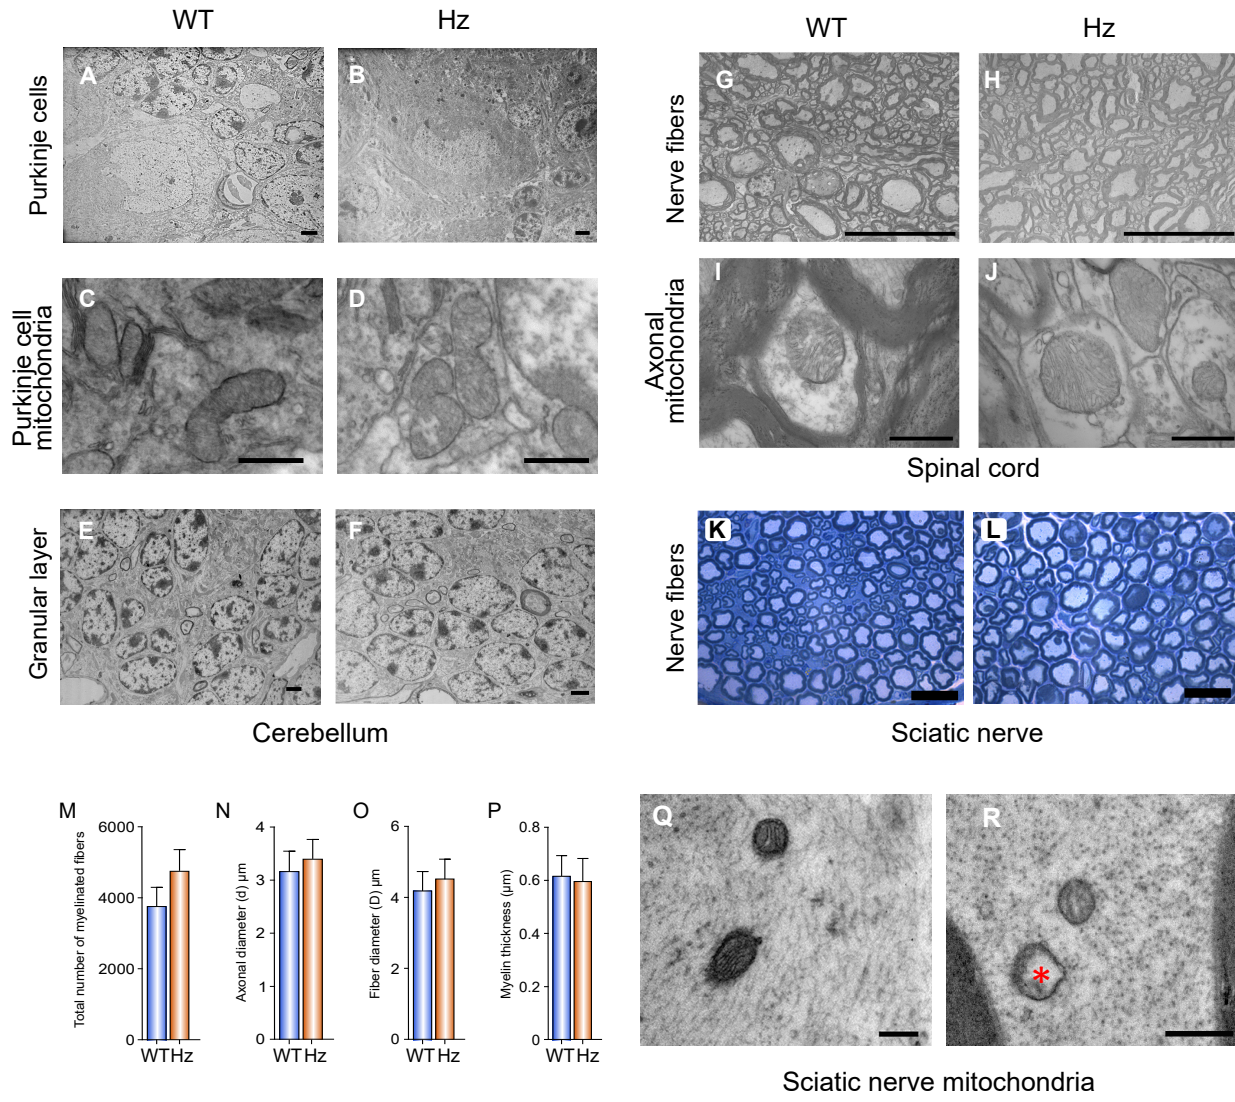 WT
Hz
WT
Hz
Purkinje cells
A
B
Nerve fibers
G
H
Purkinje cell
mitochondria
C
D
Axonal
mitochondria
I
J
Spinal cord
Granular layer
E
F
Nerve fibers
K
L
Cerebellum
Sciatic nerve
M
Total number of myelinated fibers
6000
4000
2000
0
WT Hz
N
Axonal diameter (d) µm
4
3
2
1
0
WT Hz
O
Fiber diameter (D) µm
6
4
2
0
WT Hz
P
Myelin thickness (µm)
0.8
0.6
0.4
0.2
0
WT Hz
Q
R
*
Sciatic nerve mitochondria